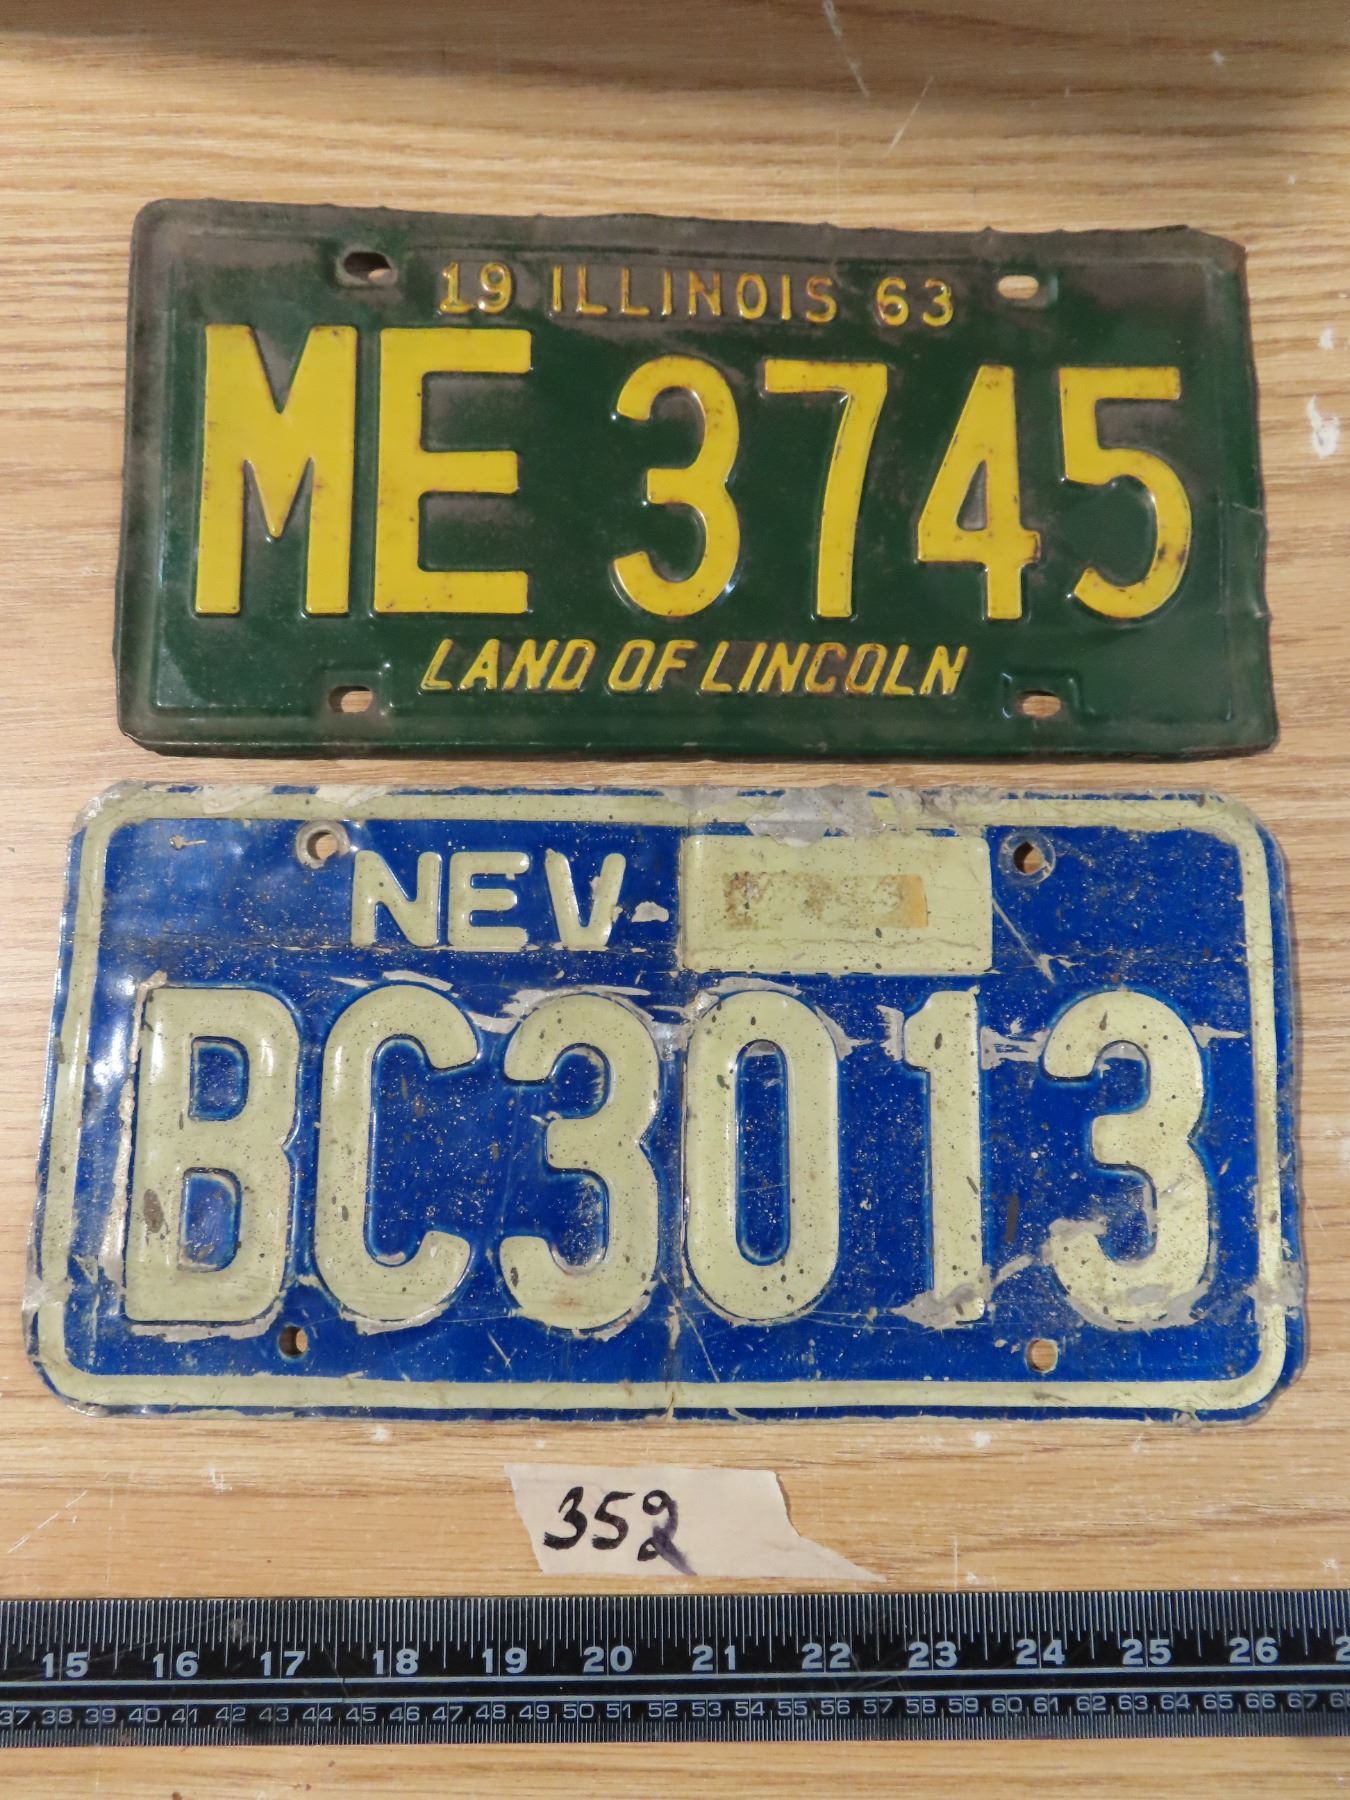 19 ILLINOIS 63
ME 3745
LAND OF LINCOLN
NEV-
BC3013
352
15 16 17 18 19 20 21 22 23 24 25 26
37 38 39 40 41 42 43 44 45 46 47 48 49 50 51 52 53 54 55 56 57 58 59 60 61 62 63 64 65 66 67